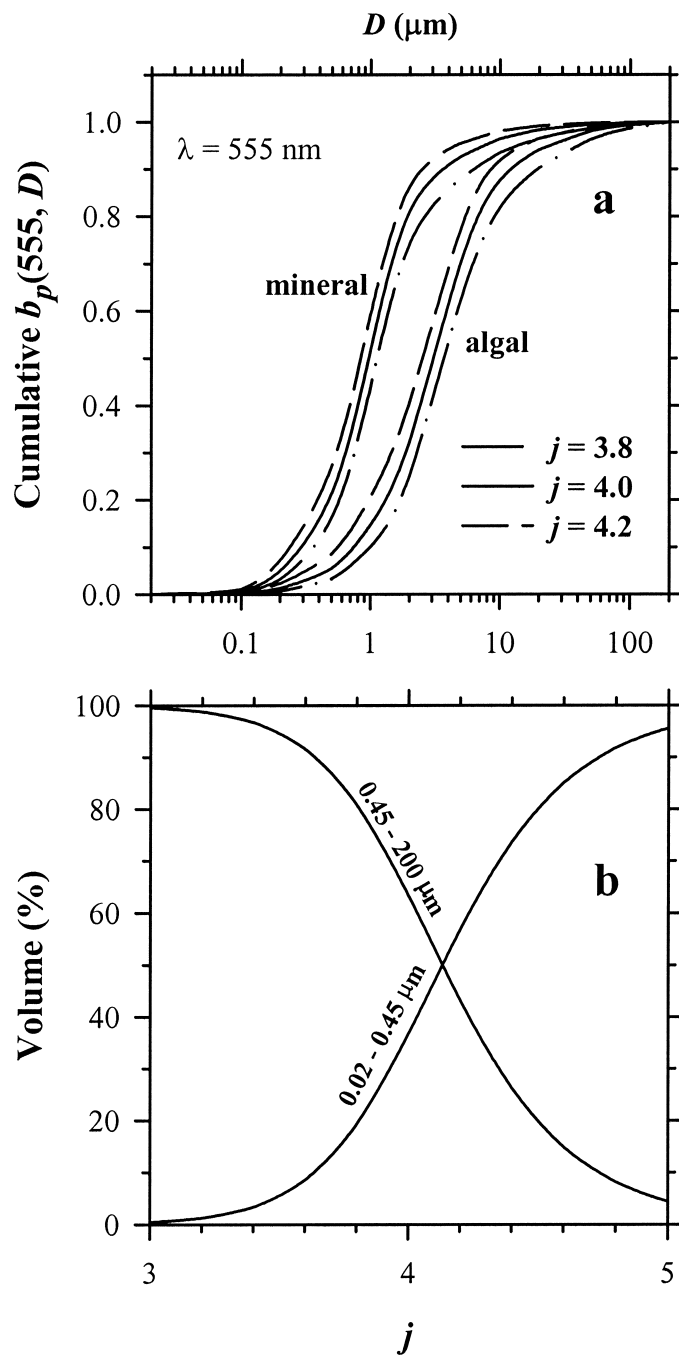 D (μm)
1.0
λ = 555 nm
a
0.8
mineral
0.6
algal
0.4
j = 3.8
j = 4.0
0.2
j = 4.2
0.0
Cumulative bp(555, D)
0.1 1 10 100
100
80
0.45 - 200 μm
b
60
40
0.02 - 0.45 μm
20
0
Volume (%)
3 4 5
j